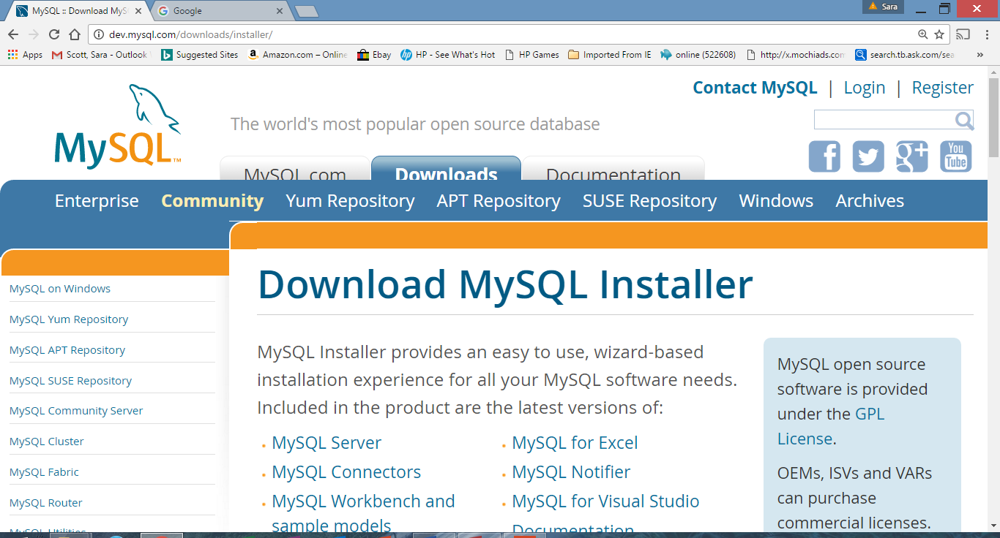 MySQL :: Download MyS
Google
Sara
dev.mysql.com/downloads/installer/
Apps Scott, Sara - Outlook Suggested Sites Amazon.com – Online Ebay HP - See What's Hot HP Games Imported From IE online (522608) http://x.mochiads.com search.tb.ask.com/sea »
Contact MySQL | Login | Register
MySQL™
The world's most popular open source database
f g+ You Tube
MySQL.com Downloads Documentation
Enterprise Community Yum Repository APT Repository SUSE Repository Windows Archives
MySQL on Windows
MySQL Yum Repository
MySQL APT Repository
MySQL SUSE Repository
MySQL Community Server
MySQL Cluster
MySQL Fabric
MySQL Router
MySQL Utilities
Download MySQL Installer
MySQL Installer provides an easy to use, wizard-based
installation experience for all your MySQL software needs.
Included in the product are the latest versions of:
MySQL Server
MySQL Connectors
MySQL Workbench and
sample models
MySQL for Excel
MySQL Notifier
MySQL for Visual Studio
Documentation
MySQL open source
software is provided
under the GPL
License.
OEMs, ISVs and VARs
can purchase
commercial licenses.